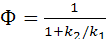 Φ = 1 / (1+k₂/k₁)